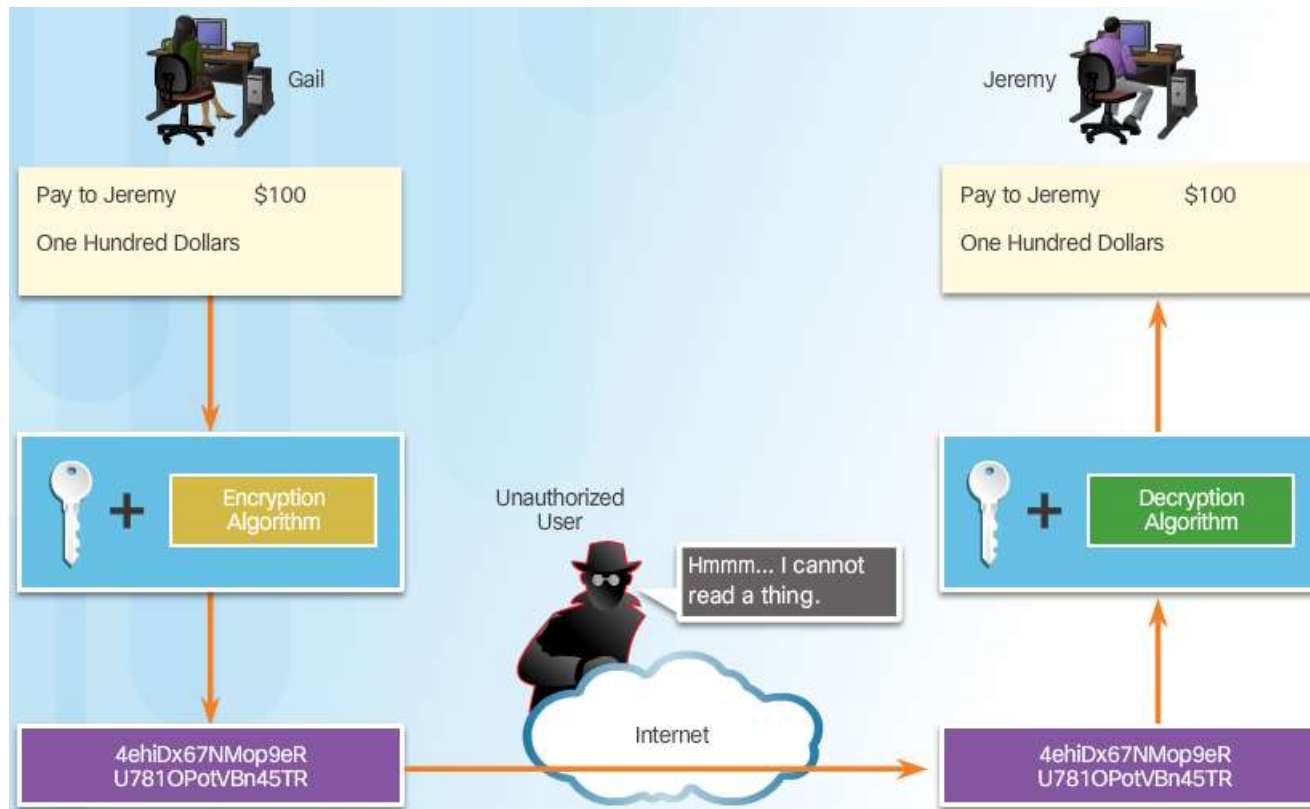 Gail
Jeremy
Pay to Jeremy $100
One Hundred Dollars
Pay to Jeremy $100
One Hundred Dollars
Encryption
Algorithm
Unauthorized
User
Hmmm... I cannot
read a thing.
Decryption
Algorithm
Internet
4ehiDx67NMop9eR
U781OPotVBn45TR
4ehiDx67NMop9eR
U781OPotVBn45TR